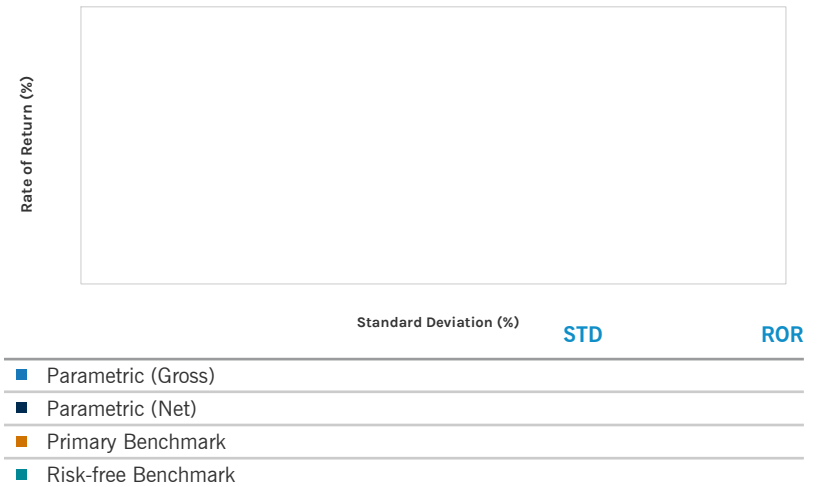 Rate of Return (%)
Standard Deviation (%)
STD ROR
Parametric (Gross)
Parametric (Net)
Primary Benchmark
Risk-free Benchmark